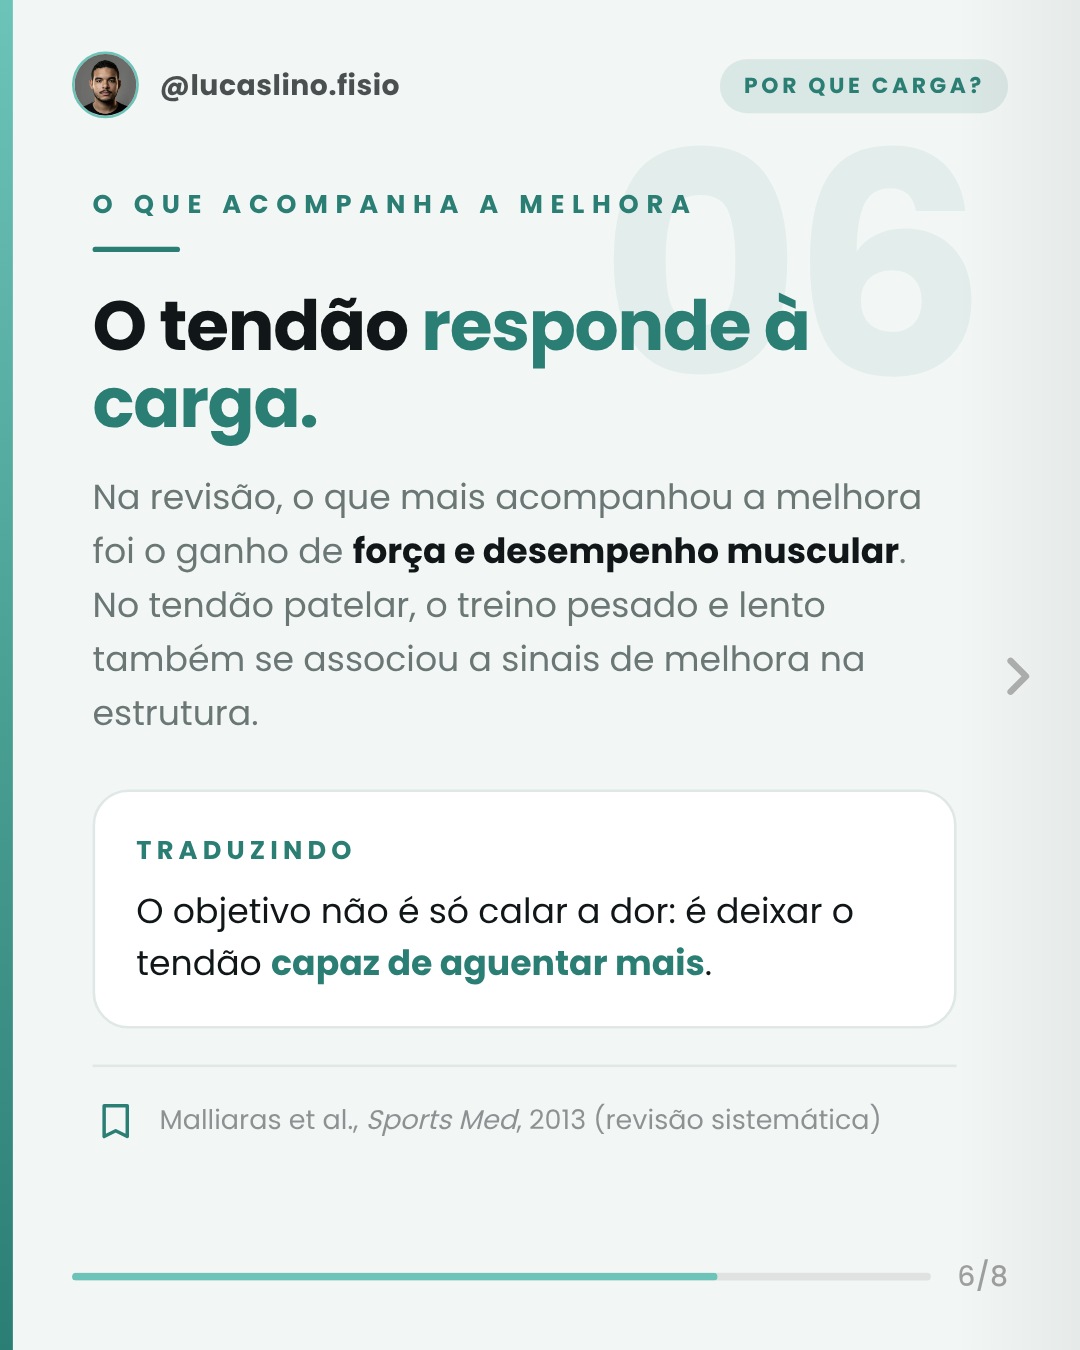 @lucaslino.fisio
POR QUE CARGA?
06
O QUE ACOMPANHA A MELHORA
O tendão responde à
carga.
Na revisão, o que mais acompanhou a melhora
foi o ganho de força e desempenho muscular.
No tendão patelar, o treino pesado e lento
também se associou a sinais de melhora na
estrutura.
TRADUZINDO
O objetivo não é só calar a dor: é deixar o
tendão capaz de aguentar mais.
Malliaras et al., Sports Med, 2013 (revisão sistemática)
6/8